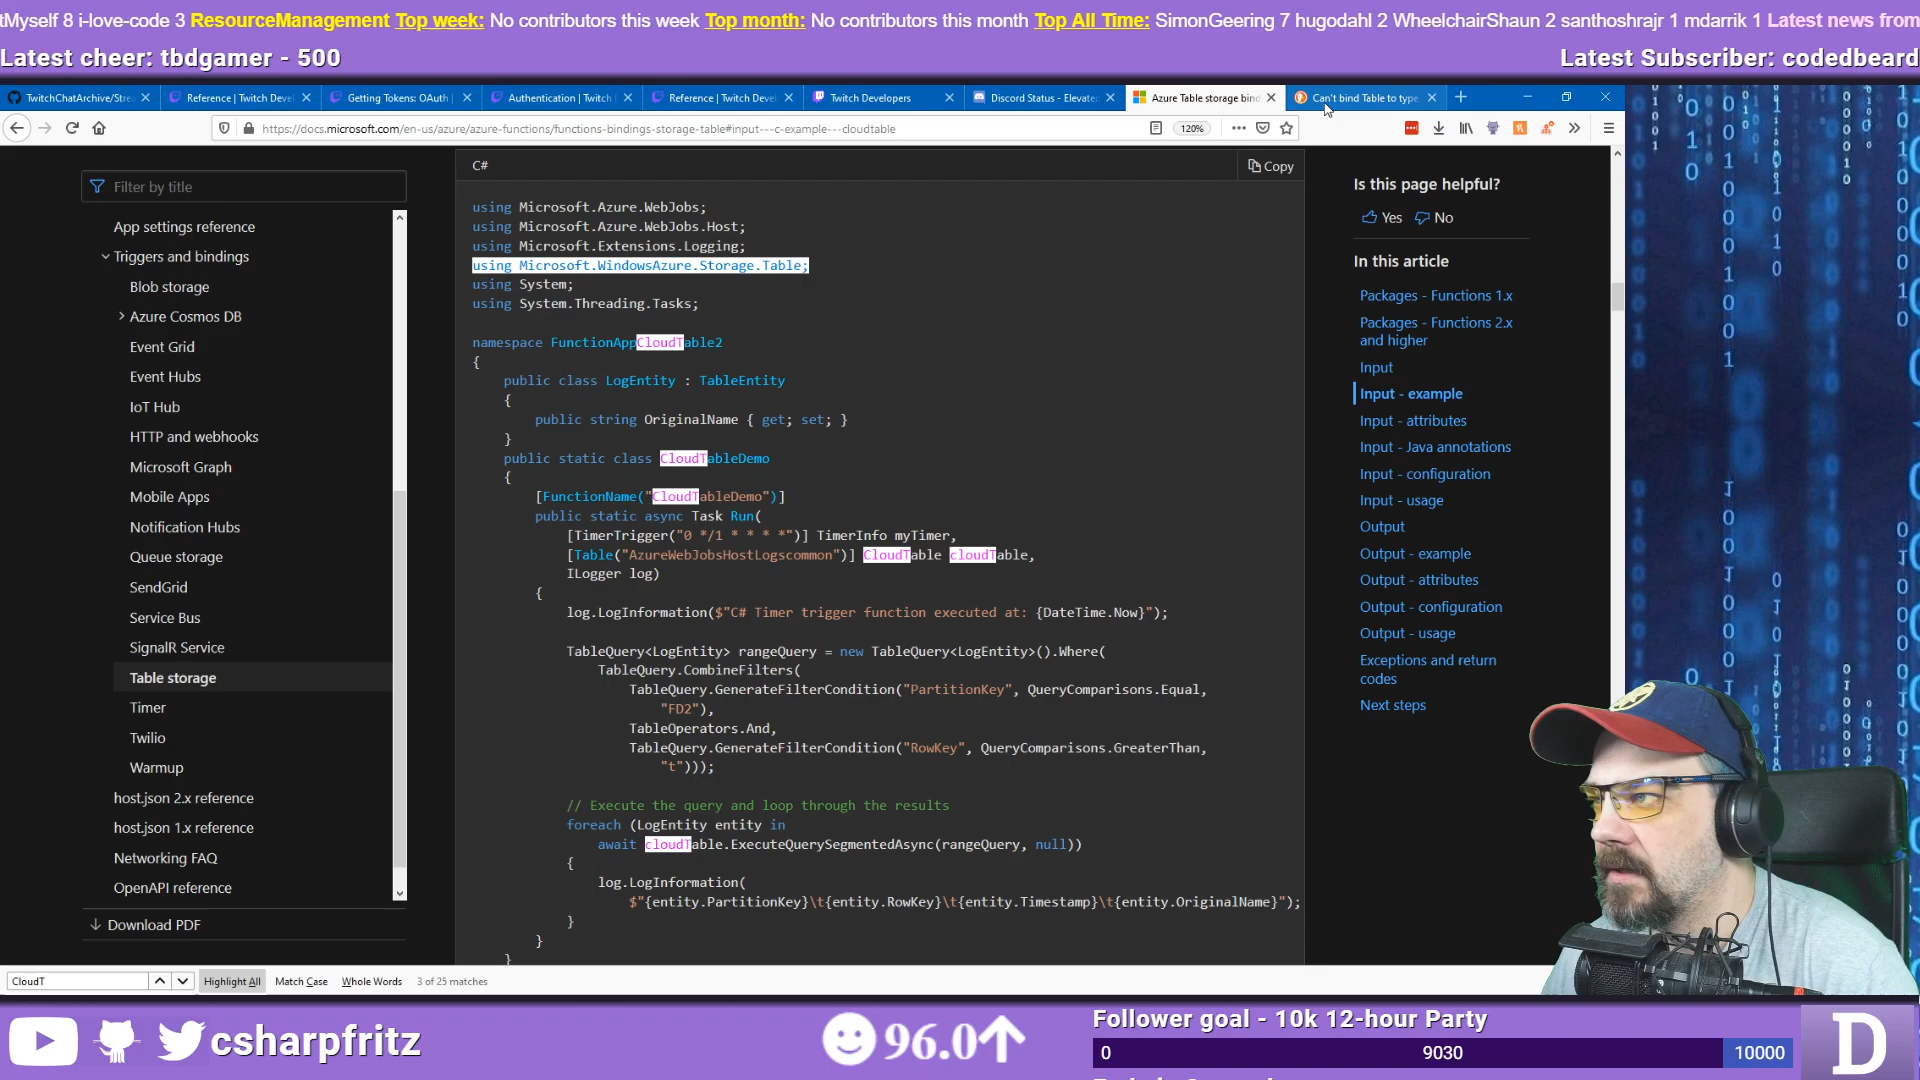 tMyself 8 i-love-code 3 ResourceManagement Top week: No contributors this week Top month: No contributors this month Top All Time: SimonGeering 7 hugodahl 2 WheelchairShaun 2 santhoshrajr 1 mdarrik 1 Latest news from
Latest cheer: tbdgamer - 500
Latest Subscriber: codedbeard
TwitchChatArchive/Stre
Reference | Twitch Devel
Getting Tokens: OAuth |
Authentication | Twitch
Reference | Twitch Devel
Twitch Developers
Discord Status - Elevated
Azure Table storage bind
Can't bind Table to type
https://docs.microsoft.com/en-us/azure/azure-functions/functions-bindings-storage-table#input---c-example---cloudtable
120%
Filter by title
App settings reference
Triggers and bindings
Blob storage
Azure Cosmos DB
Event Grid
Event Hubs
IoT Hub
HTTP and webhooks
Microsoft Graph
Mobile Apps
Notification Hubs
Queue storage
SendGrid
Service Bus
SignalR Service
Table storage
Timer
Twilio
Warmup
host.json 2.x reference
host.json 1.x reference
Networking FAQ
OpenAPI reference
Download PDF
C#
Copy
using Microsoft.Azure.WebJobs;
using Microsoft.Azure.WebJobs.Host;
using Microsoft.Extensions.Logging;
using Microsoft.WindowsAzure.Storage.Table;
using System;
using System.Threading.Tasks;
namespace FunctionAppCloudTable2
{
public class LogEntity : TableEntity
{
public string OriginalName { get; set; }
}
public static class CloudTableDemo
{
[FunctionName("CloudTableDemo")]
public static async Task Run(
[TimerTrigger("0 */1 * * * *")] TimerInfo myTimer,
[Table("AzureWebJobsHostLogscommon")] CloudTable cloudTable,
ILogger log)
{
log.LogInformation($"C# Timer trigger function executed at: {DateTime.Now}");
TableQuery<LogEntity> rangeQuery = new TableQuery<LogEntity>().Where(
TableQuery.CombineFilters(
TableQuery.GenerateFilterCondition("PartitionKey", QueryComparisons.Equal,
"FD2"),
TableOperators.And,
TableQuery.GenerateFilterCondition("RowKey", QueryComparisons.GreaterThan,
"t")));
// Execute the query and loop through the results
foreach (LogEntity entity in
await cloudTable.ExecuteQuerySegmentedAsync(rangeQuery, null))
{
log.LogInformation(
$"{entity.PartitionKey}\t{entity.RowKey}\t{entity.Timestamp}\t{entity.OriginalName}");
}
}
}
Is this page helpful?
Yes No
In this article
Packages - Functions 1.x
Packages - Functions 2.x
and higher
Input
Input - example
Input - attributes
Input - Java annotations
Input - configuration
Input - usage
Output
Output - example
Output - attributes
Output - configuration
Output - usage
Exceptions and return
codes
Next steps
CloudT
Highlight All
Match Case
Whole Words
3 of 25 matches
csharpfritz
96.0
Follower goal - 10k 12-hour Party
0
9030
10000
D